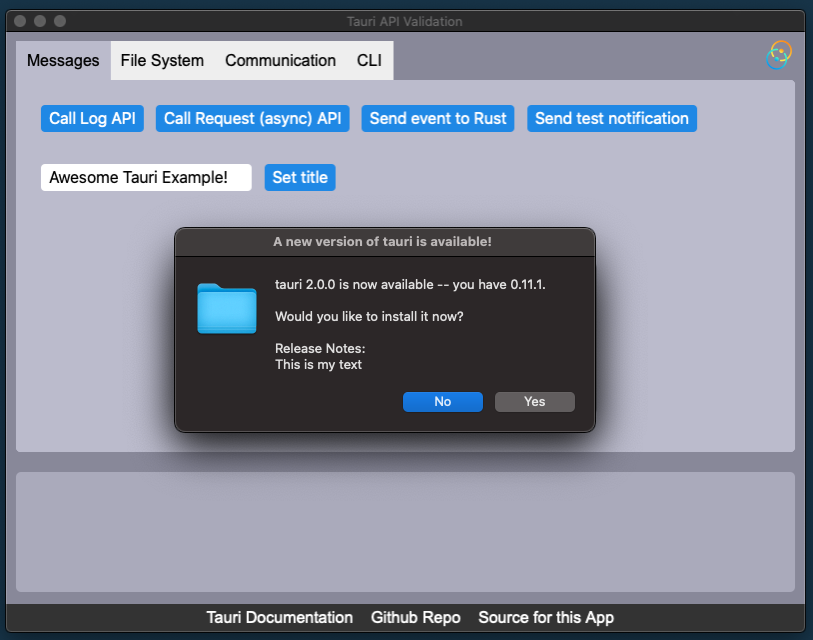 Tauri API Validation
Messages File System Communication CLI
Call Log API Call Request (async) API Send event to Rust Send test notification
Awesome Tauri Example! Set title
A new version of tauri is available!
tauri 2.0.0 is now available -- you have 0.11.1.
Would you like to install it now?
Release Notes:
This is my text
No Yes
Tauri Documentation Github Repo Source for this App